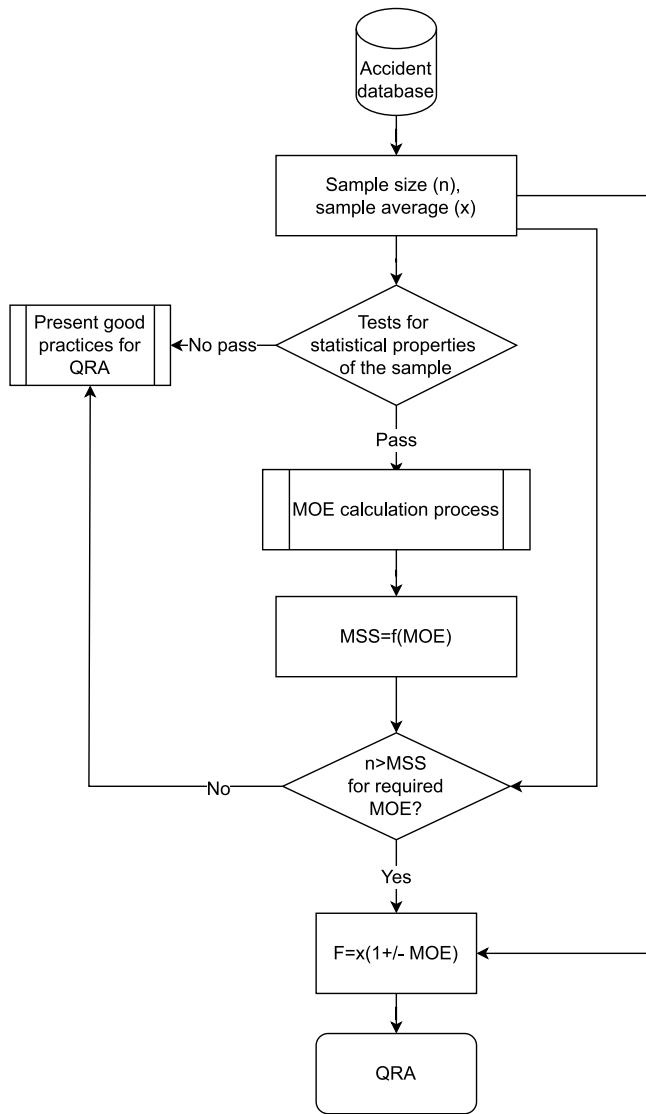 Accident
database
Sample size (n),
sample average (x)
Tests for
statistical properties
of the sample
No pass
Present good
practices for
QRA
Pass
MOE calculation process
MSS=f(MOE)
n>MSS
for required
MOE?
No
Yes
F=x(1+/- MOE)
QRA